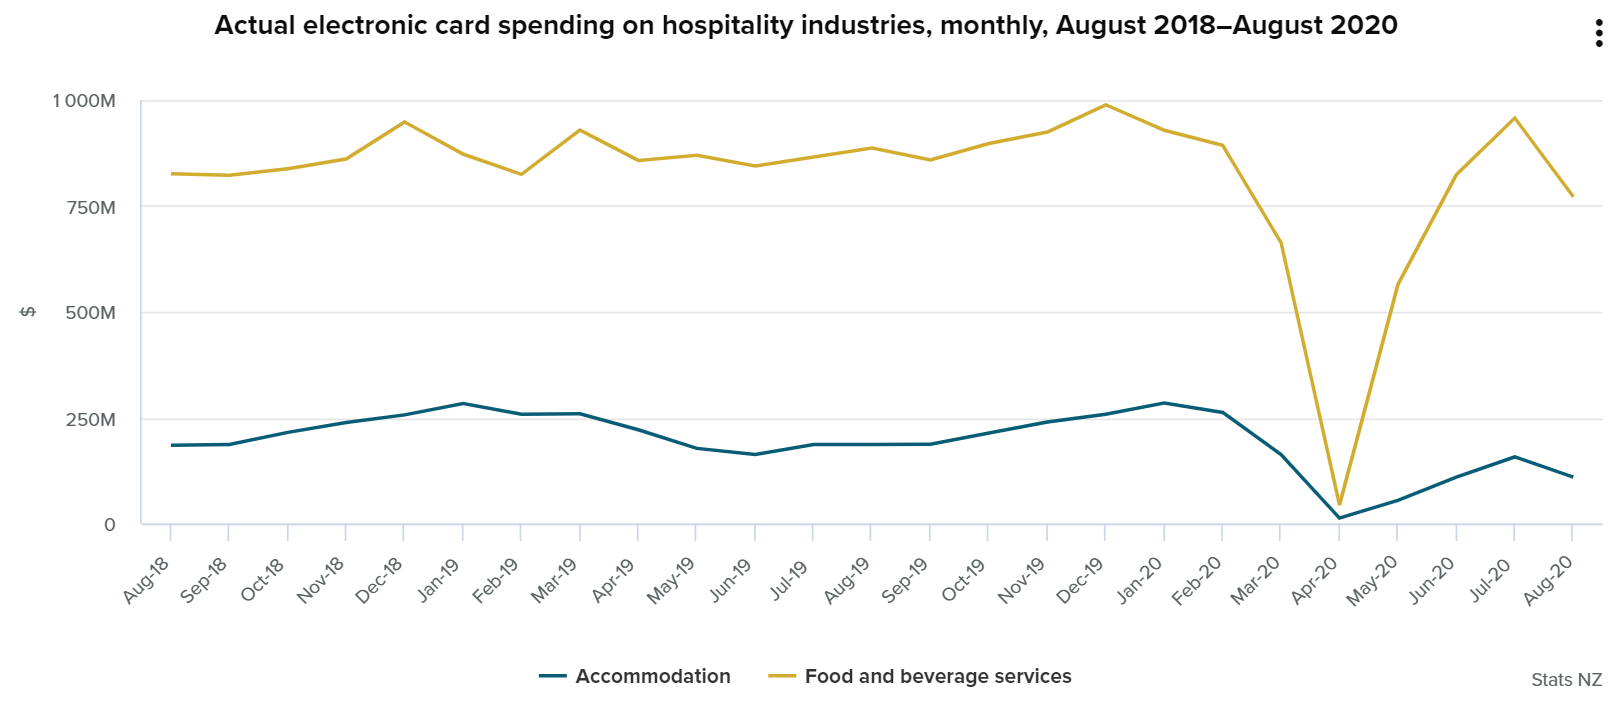 Actual electronic card spending on hospitality industries, monthly, August 2018–August 2020
1 000M
750M
500M
250M
0
$
Aug-18
Sep-18
Oct-18
Nov-18
Dec-18
Jan-19
Feb-19
Mar-19
Apr-19
May-19
Jun-19
Jul-19
Aug-19
Sep-19
Oct-19
Nov-19
Dec-19
Jan-20
Feb-20
Mar-20
Apr-20
May-20
Jun-20
Jul-20
Aug-20
Accommodation
Food and beverage services
Stats NZ